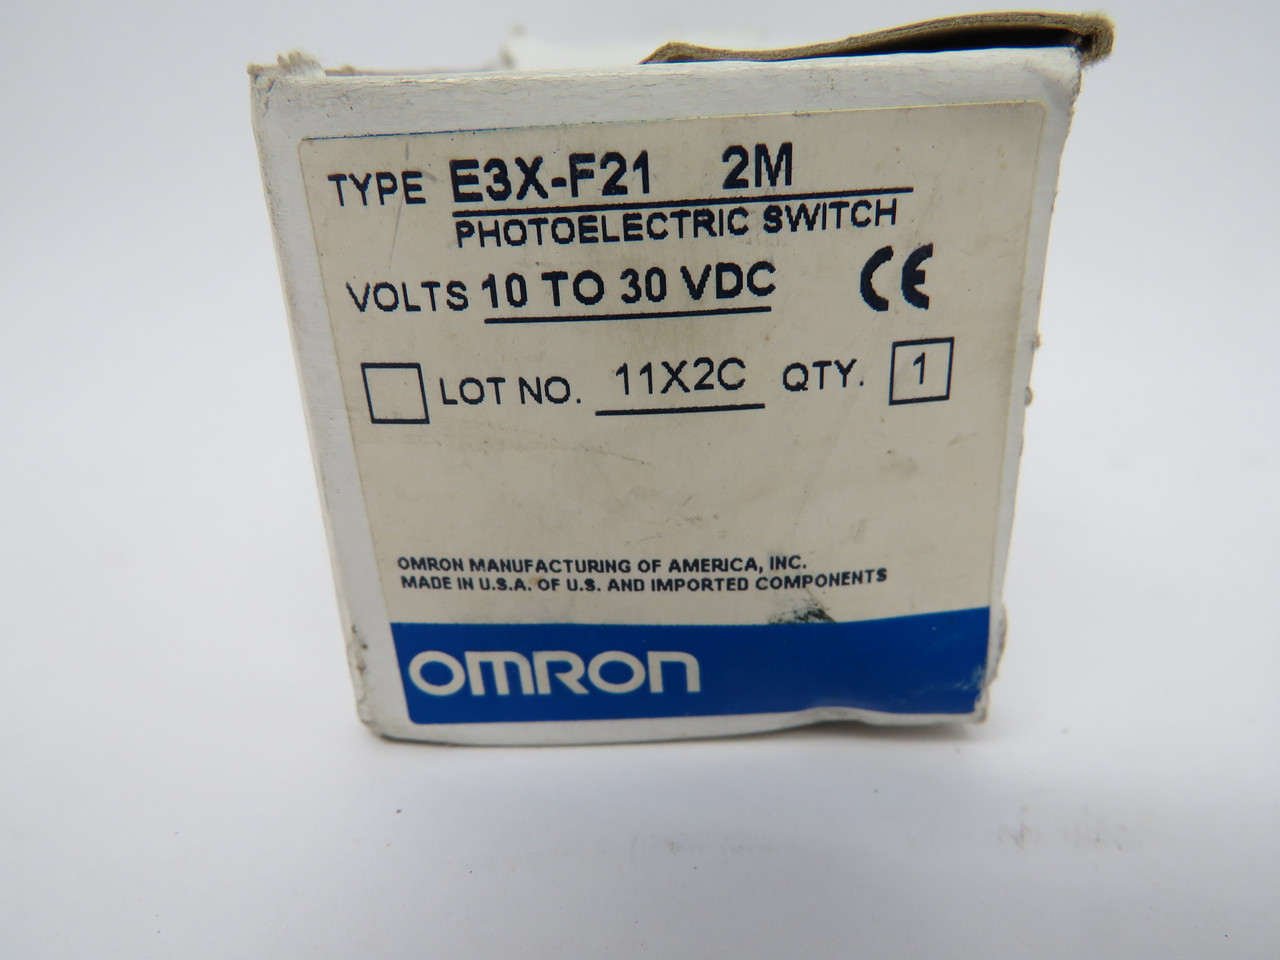 TYPE E3X-F21 2M
PHOTOELECTRIC SWITCH
VOLTS 10 TO 30 VDC CE
LOT NO. 11X2C QTY. 1
OMRON MANUFACTURING OF AMERICA, INC.
MADE IN U.S.A. OF U.S. AND IMPORTED COMPONENTS
OMRON